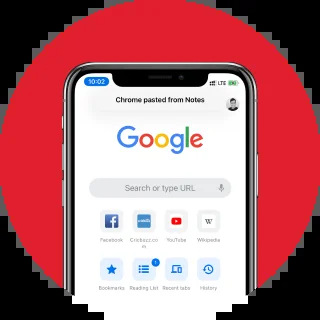 10:02
LTE
Chrome pasted from Notes
Google
Search or type URL
W
Facebook
Cricbuzz.co
m
YouTube
Wikipedia
1
Bookmarks
Reading List
Recent tabs
History